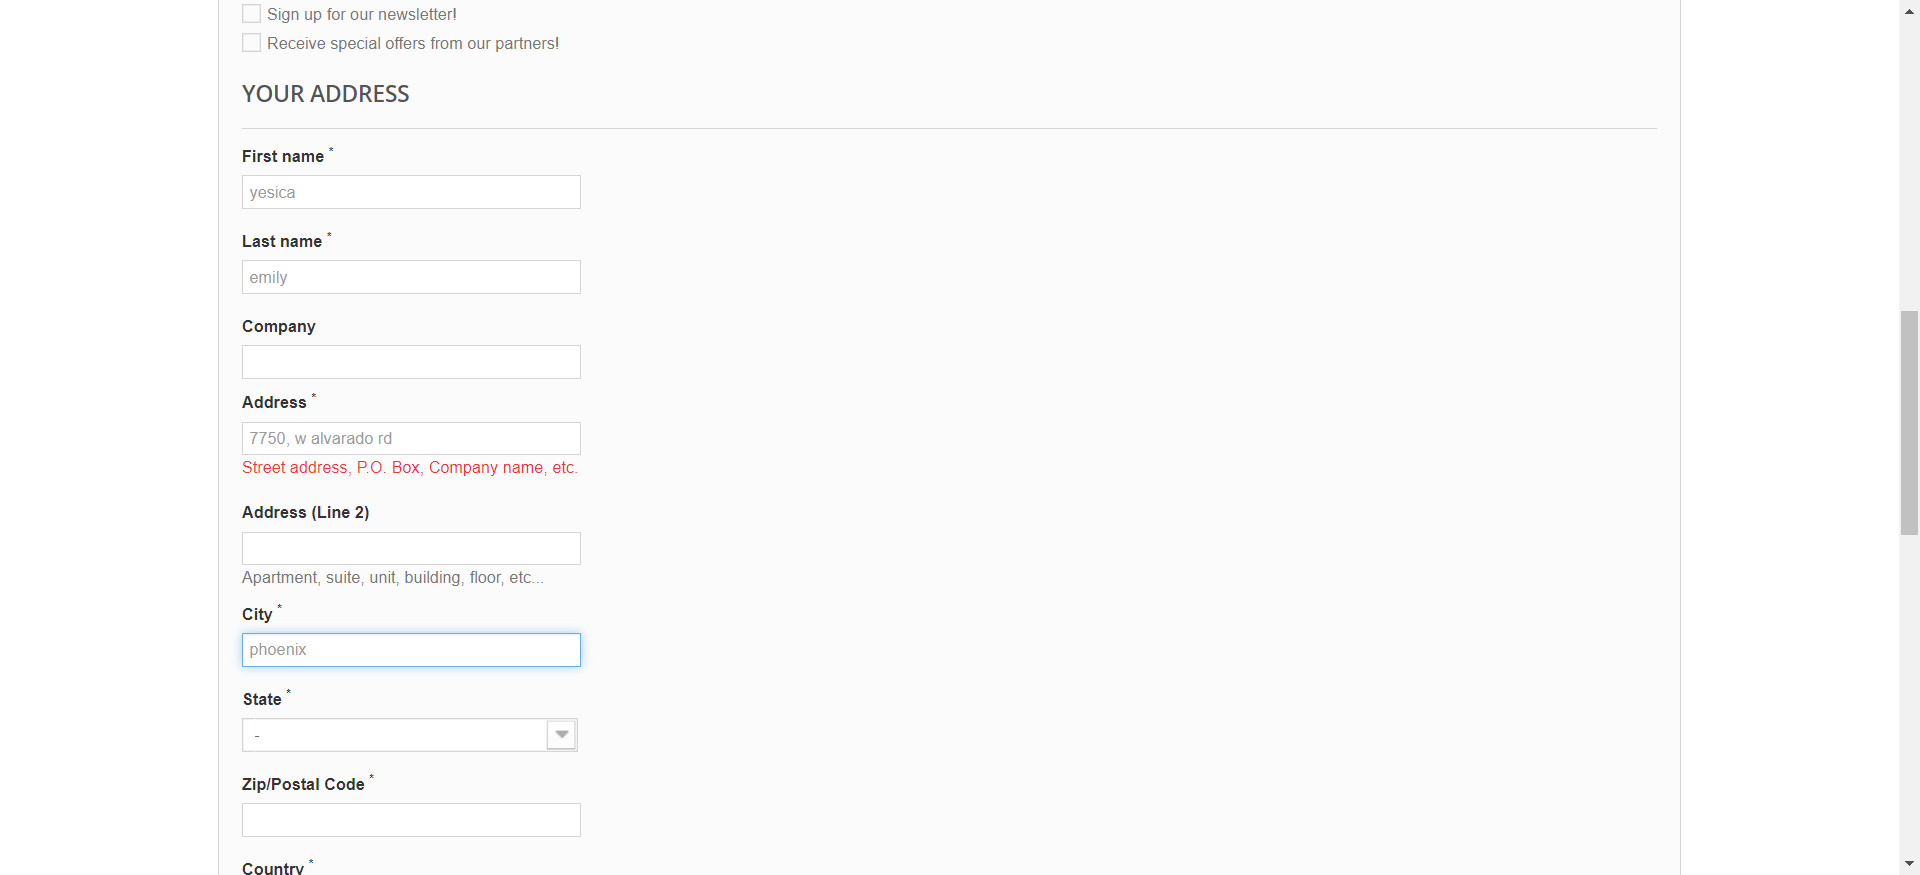 Sign up for our newsletter!
Receive special offers from our partners!
YOUR ADDRESS
First name *
yesica
Last name *
emily
Company
Address *
7750, w alvarado rd
Street address, P.O. Box, Company name, etc.
Address (Line 2)
Apartment, suite, unit, building, floor, etc...
City *
phoenix
State *
-
Zip/Postal Code *
Country *